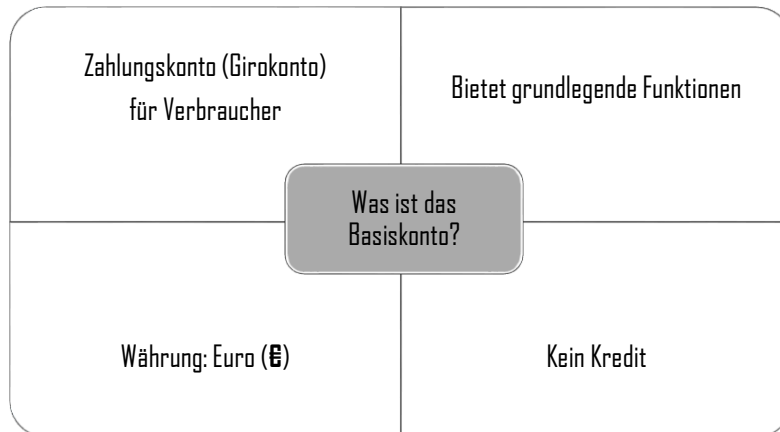 Zahlungskonto (Girokonto)
für Verbraucher
Bietet grundlegende Funktionen
Was ist das
Basiskonto?
Währung: Euro (€)
Kein Kredit